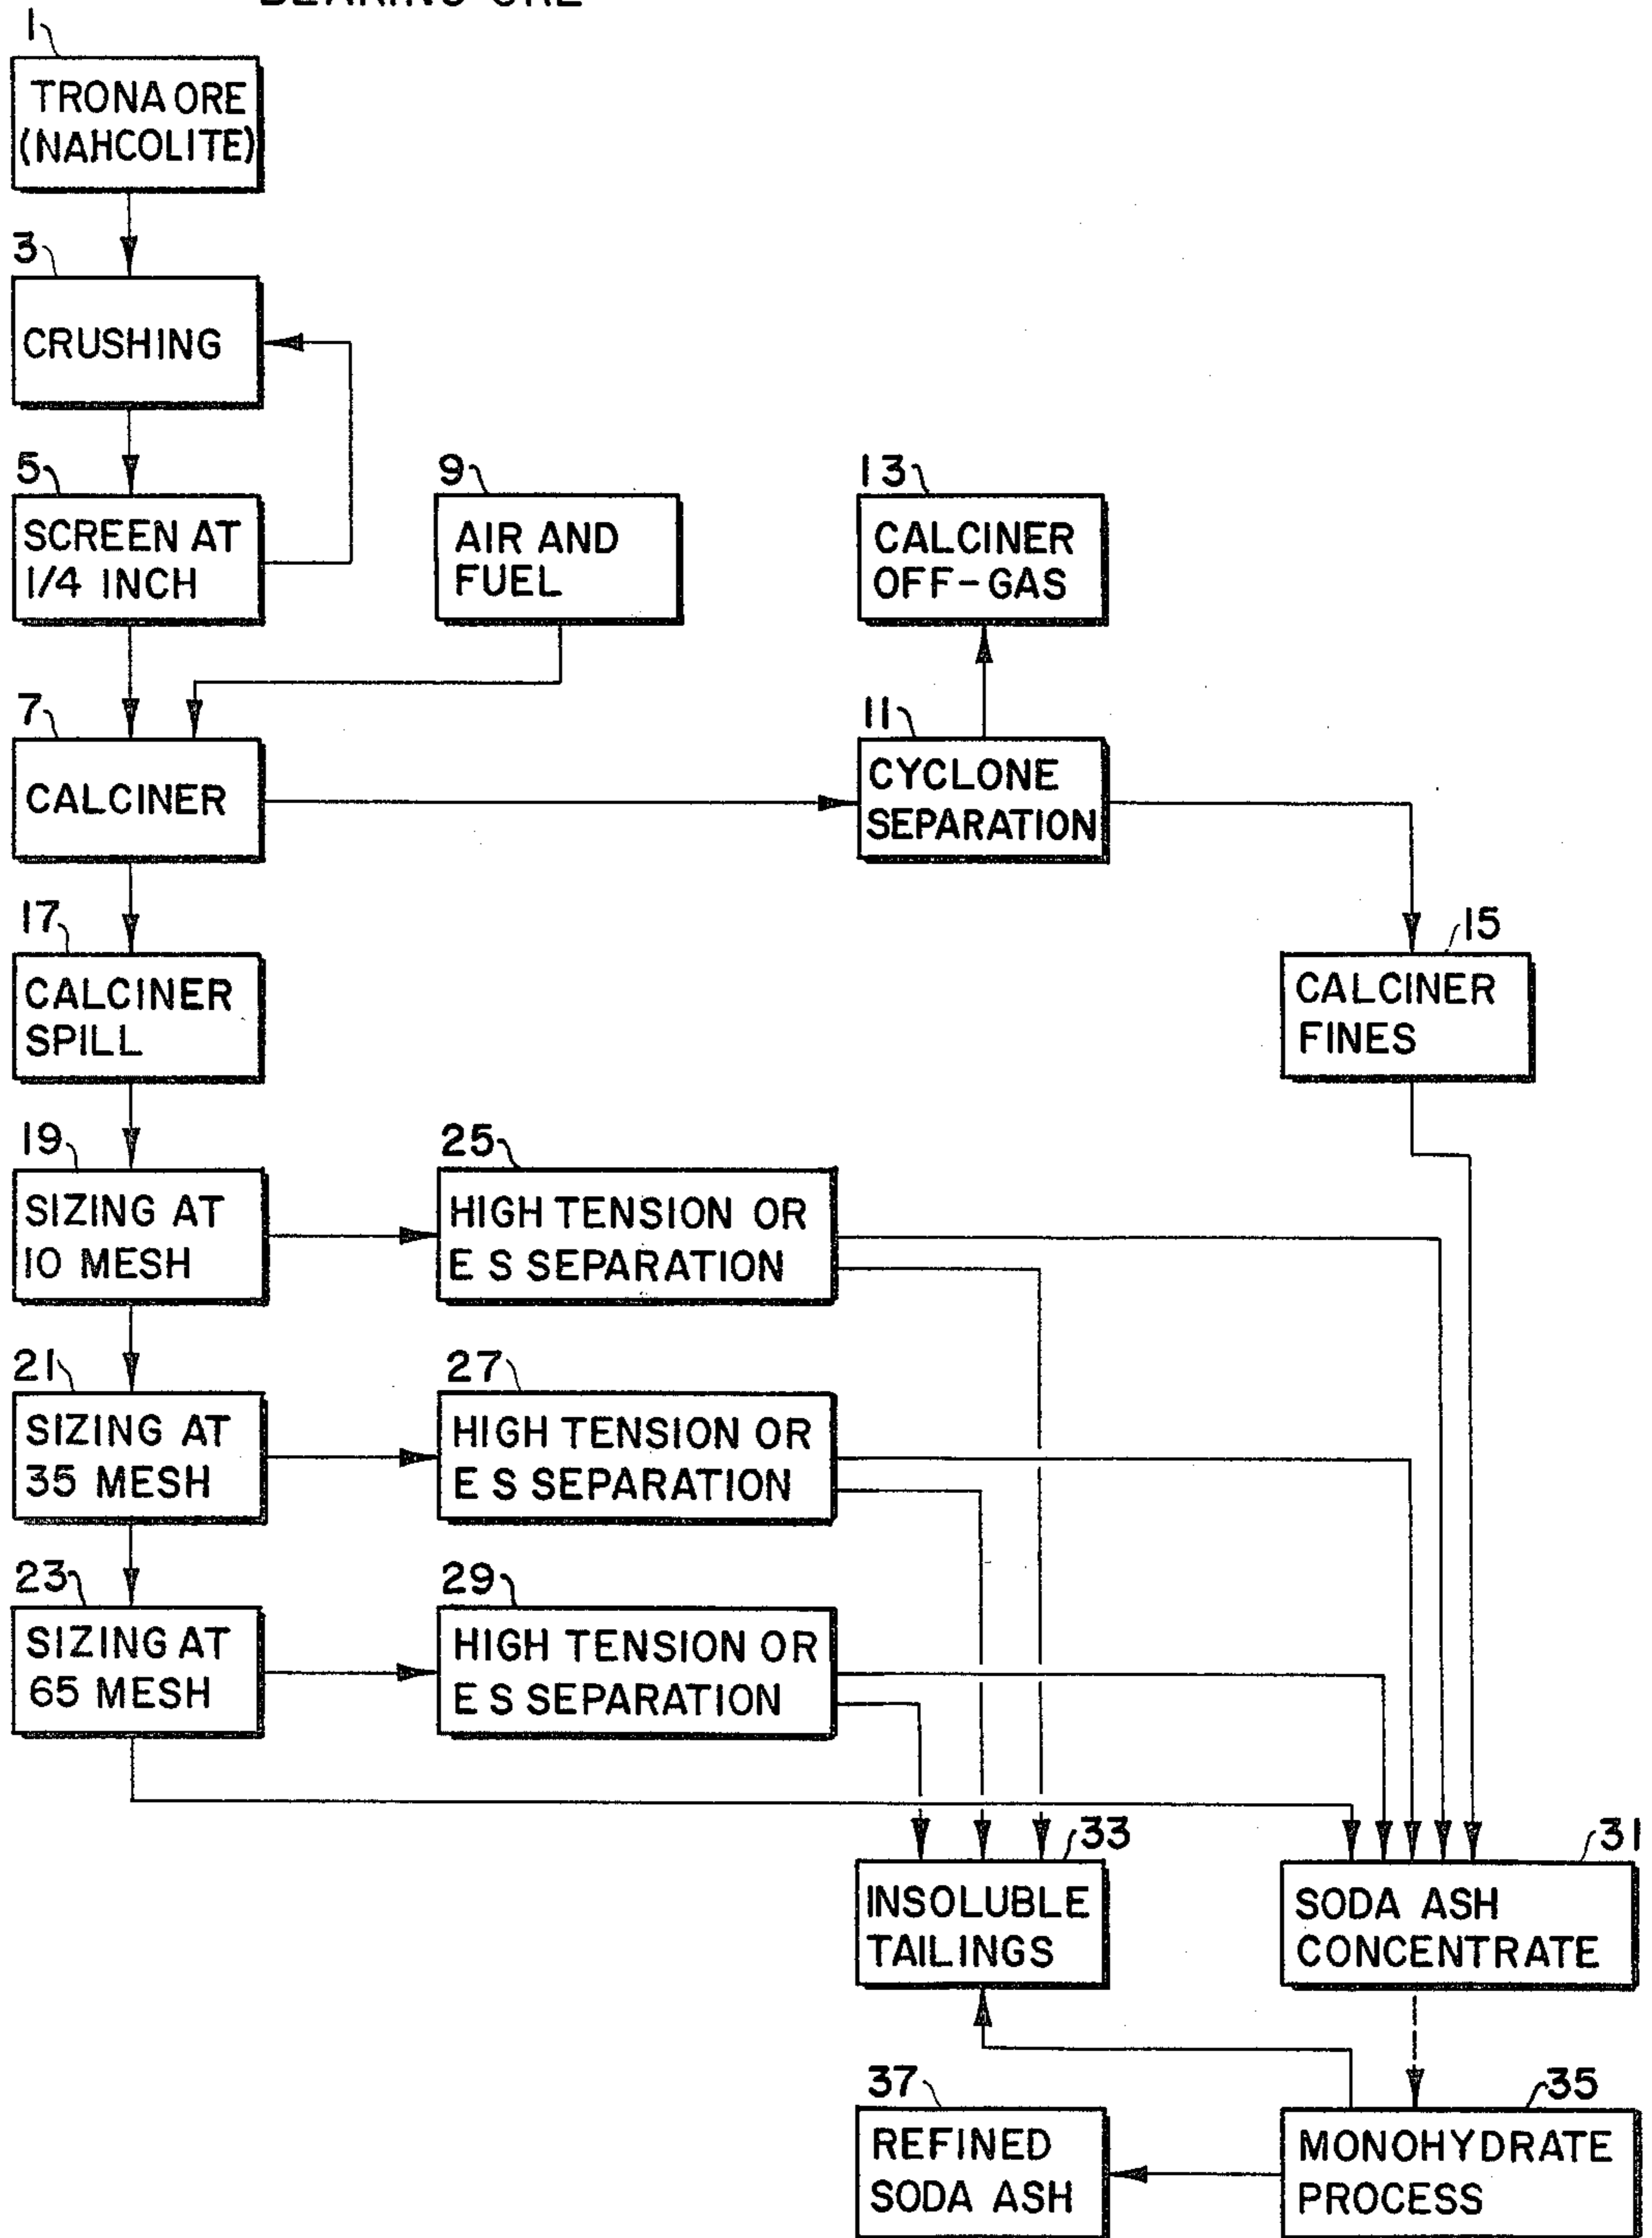 BEARING ORE
1
TRONA ORE
(NAHCOLITE)
3
CRUSHING
5
SCREEN AT
1/4 INCH
9
AIR AND
FUEL
13
CALCINER
OFF-GAS
7
CALCINER
11
CYCLONE
SEPARATION
17
CALCINER
SPILL
15
CALCINER
FINES
19
SIZING AT
10 MESH
25
HIGH TENSION OR
E S SEPARATION
21
SIZING AT
35 MESH
27
HIGH TENSION OR
E S SEPARATION
23
SIZING AT
65 MESH
29
HIGH TENSION OR
E S SEPARATION
33
INSOLUBLE
TAILINGS
31
SODA ASH
CONCENTRATE
37
REFINED
SODA ASH
35
MONOHYDRATE
PROCESS